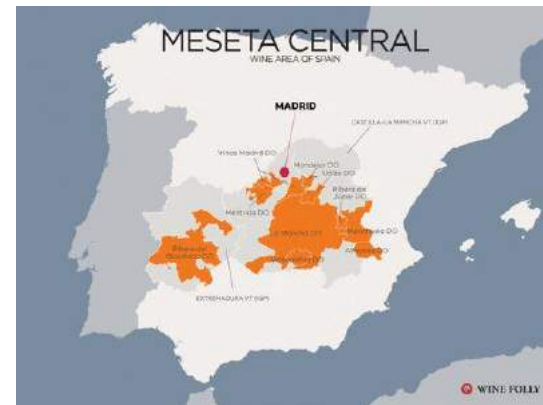 MESETA CENTRAL
WINE AREA OF SPAIN
MADRID
CASTILLA-LA MANCHA VT (IGP)
Vinos Madrid DO
Mondejar DO
Uclés DO
Ribera del
Júcar DO
Mentrida DO
La Mancha DO
Manchuela DO
Almansa DO
Ribera del
Guadiana DO
Valdepeñas DO
EXTREMADURA VT (IGP)
WINE FOLLY